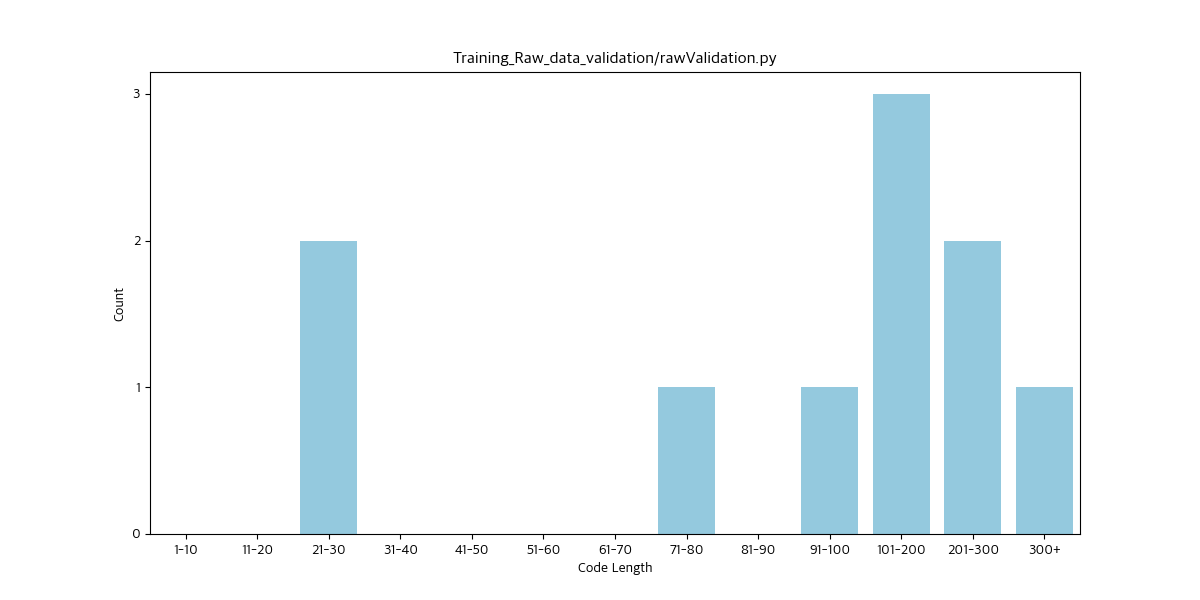 Training_Raw_data_validation/rawValidation.py
3
2
1
0
Count
1-10 11-20 21-30 31-40 41-50 51-60 61-70 71-80 81-90 91-100 101-200 201-300 300+
Code Length